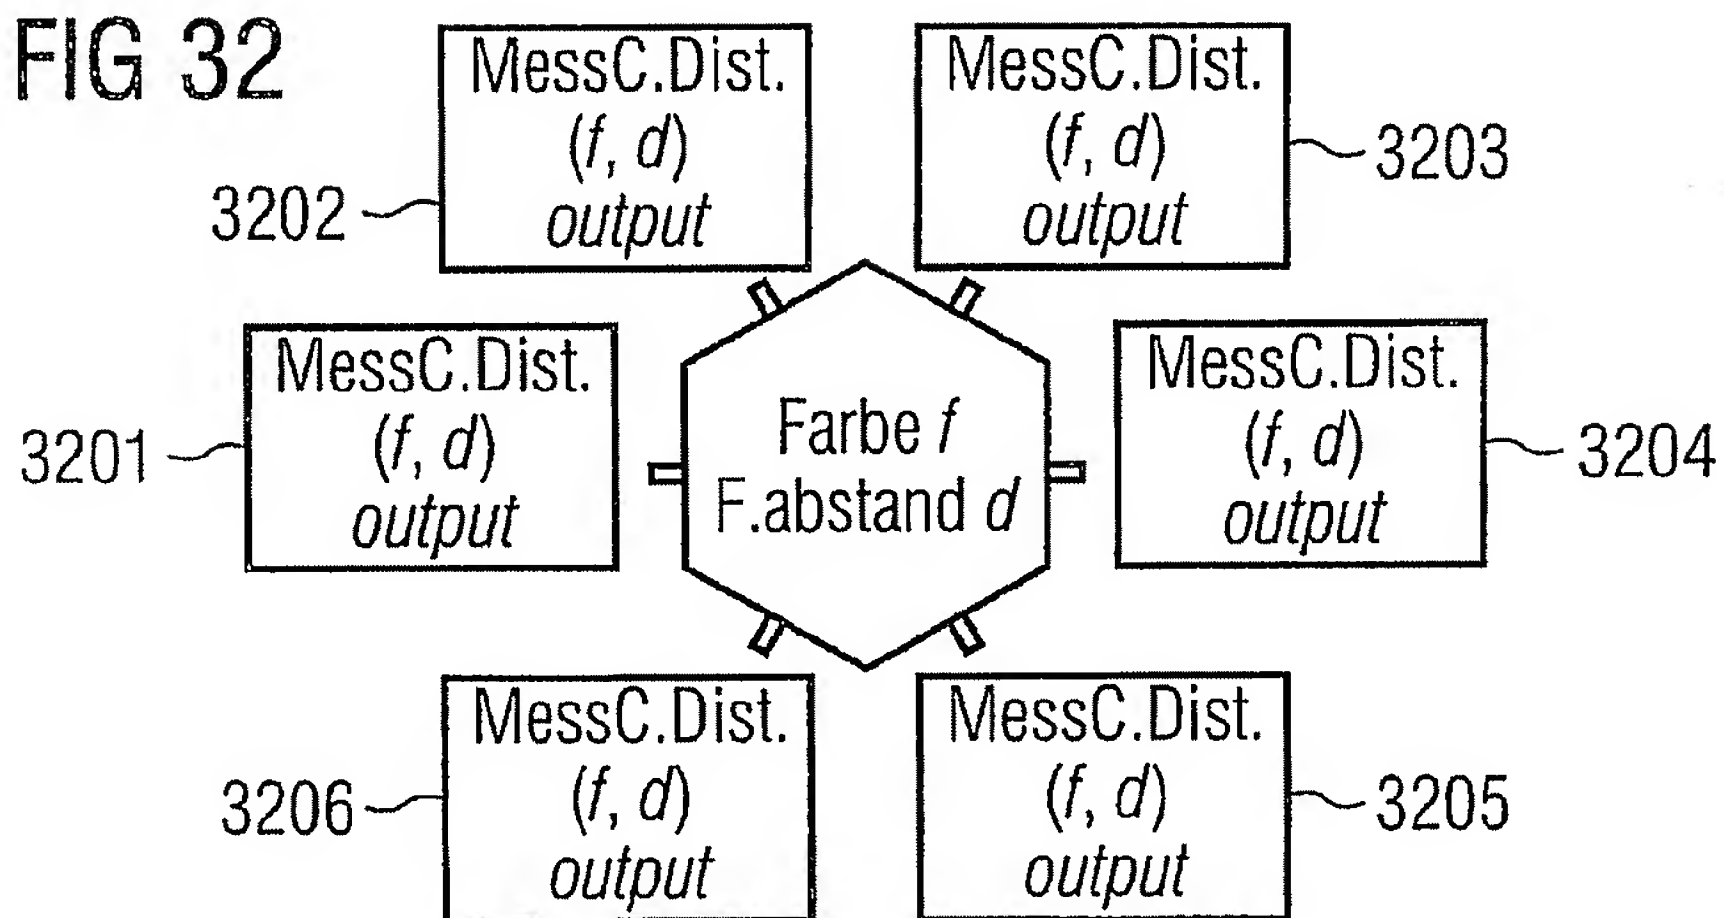 FIG 32
MessC.Dist.
(f, d)
output
3202
MessC.Dist.
(f, d)
output
3203
MessC.Dist.
(f, d)
output
3201
Farbe f
F.abstand d
MessC.Dist.
(f, d)
output
3204
MessC.Dist.
(f, d)
output
3206
MessC.Dist.
(f, d)
output
3205